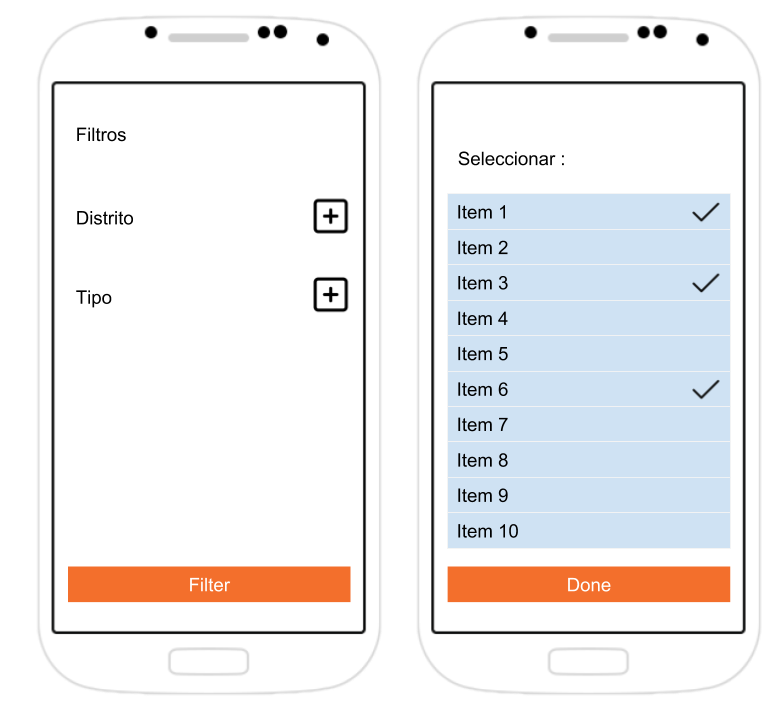 Filtros
Distrito
Tipo
Filter
Seleccionar :
Item 1
Item 2
Item 3
Item 4
Item 5
Item 6
Item 7
Item 8
Item 9
Item 10
Done